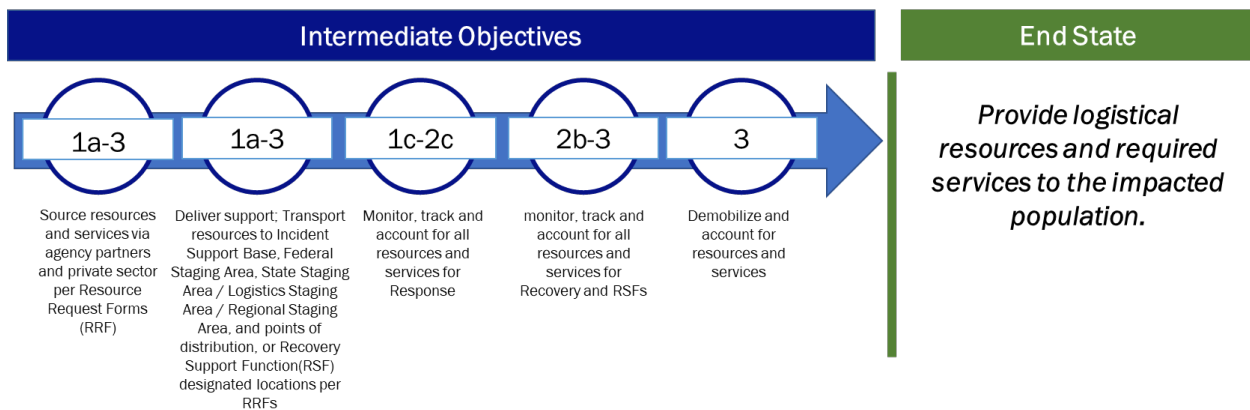 Intermediate Objectives
End State
1a-3
1a-3
1c-2c
2b-3
3
Source resources
and services via
agency partners
and private sector
per Resource
Request Forms
(RRF)
Deliver support; Transport
resources to Incident
Support Base, Federal
Staging Area, State Staging
Area / Logistics Staging
Area / Regional Staging
Area, and points of
distribution, or Recovery
Support Function(RSF)
designated locations per
RRFs
Monitor, track and
account for all
resources and
services for
Response
monitor, track and
account for all
resources and
services for
Recovery and RSFs
Demobilize and
account for
resources and
services
Provide logistical
resources and required
services to the impacted
population.